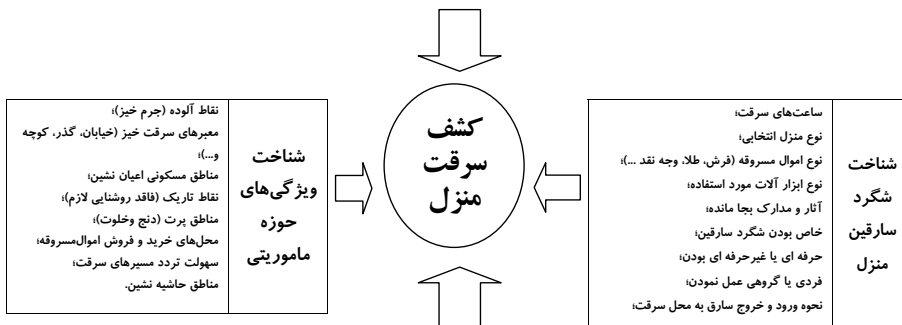 شناخت
شگرد
سارقین
منزل
ساعت‌های سرقت؛
نوع منزل انتخابی؛
نوع اموال مسروقه (فرش، طلا، وجه نقد ...)؛
نوع ابزار آلات مورد استفاده؛
آثار و مدارک بجا مانده؛
خاص بودن شگرد سارقین؛
حرفه ای یا غیرحرفه ای بودن؛
فردی یا گروهی عمل نمودن؛
نحوه ورود و خروج سارق به محل سرقت؛
کشف
سرقت
منزل
شناخت
ویژگی‌های
حوزه
ماموریتی
نقاط آلوده (جرم خیز)؛
معبرهای سرقت خیز (خیابان، گذر، کوچه
و...)؛
مناطق مسکونی اعیان نشین؛
نقاط تاریک (فاقد روشنایی لازم)؛
مناطق پرت (دنج وخلوت)؛
محل‌های خرید و فروش اموال‌مسروقه؛
سهولت تردد مسیرهای سرقت؛
مناطق حاشیه نشین.